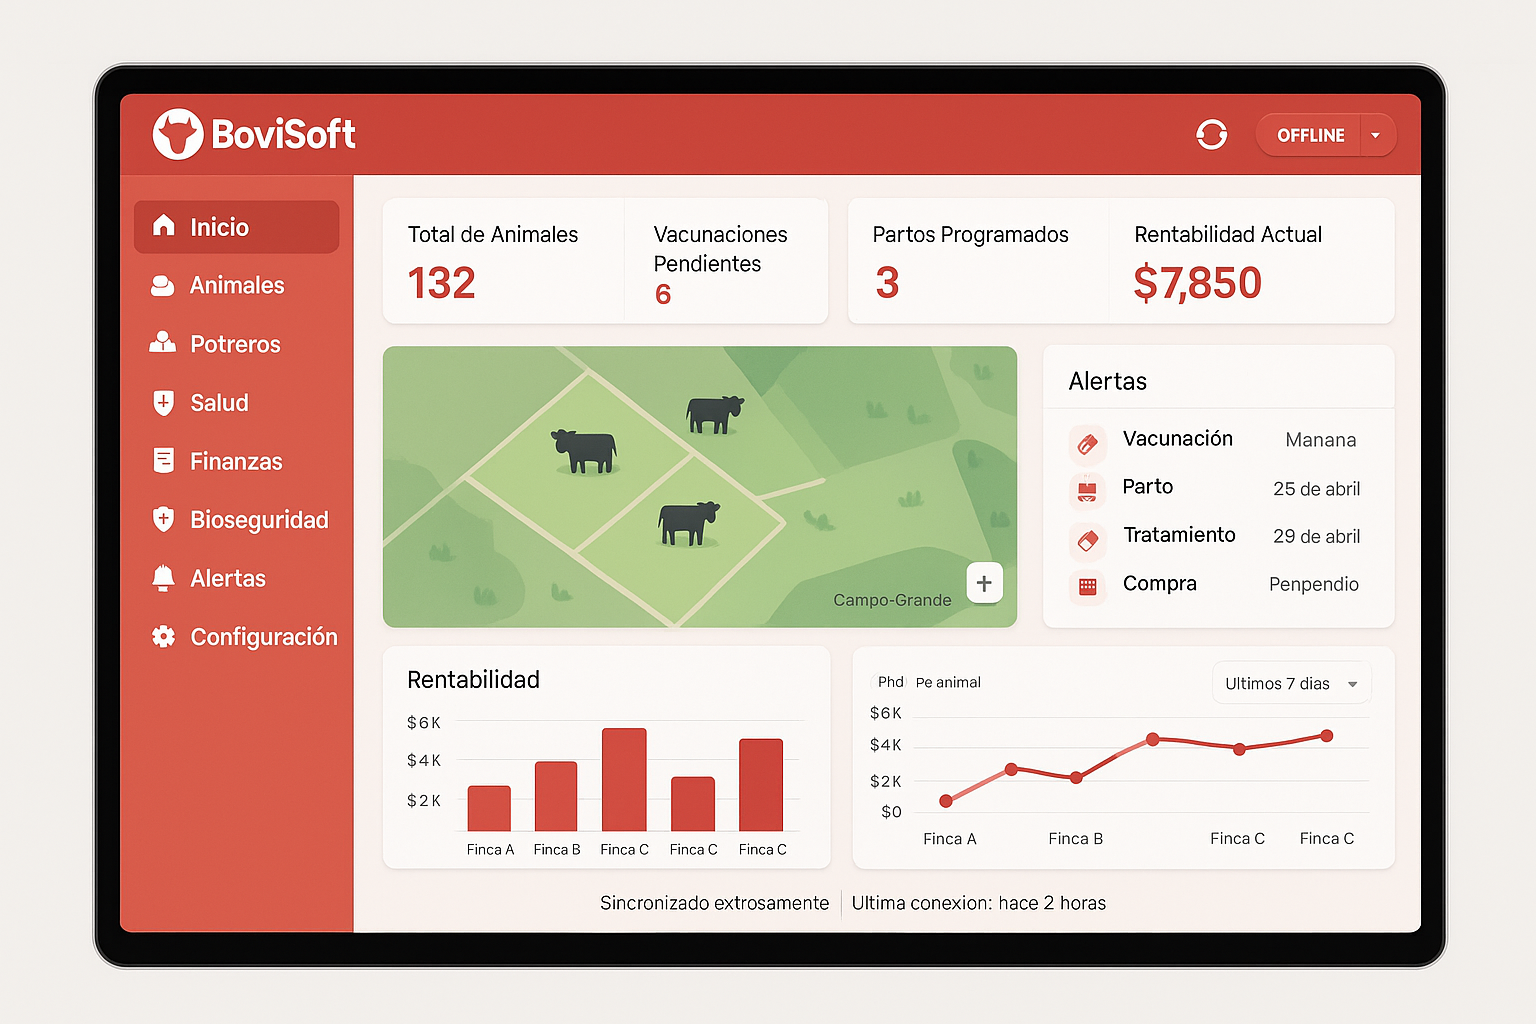 BoviSoft
OFFLINE
Inicio
Animales
Potreros
Salud
Finanzas
Bioseguridad
Alertas
Configuración
Total de Animales
132
Vacunaciones
Pendientes
6
Partos Programados
3
Rentabilidad Actual
$7,850
Campo-Grande
+
Alertas
Vacunación Manana
Parto 25 de abril
Tratamiento 29 de abril
Compra Penpendio
Rentabilidad
$6K
$4K
$2K
Finca A Finca B Finca C Finca C Finca C
Phd Pe animal
Ultimos 7 dias
$6K
$4K
$2K
$0
Finca A Finca B Finca C Finca C
Sincronizado extrosamente
Ultima conexion: hace 2 horas